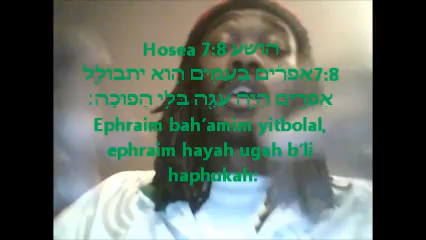 Hosea 7:8 הושע
7:8אפרים בעמים הוא יתבולל
אפרים היה עגה בלי הפוכה׃
Ephraim bah'amim yitbolal,
ephraim hayah ugah b'li
haphukah: